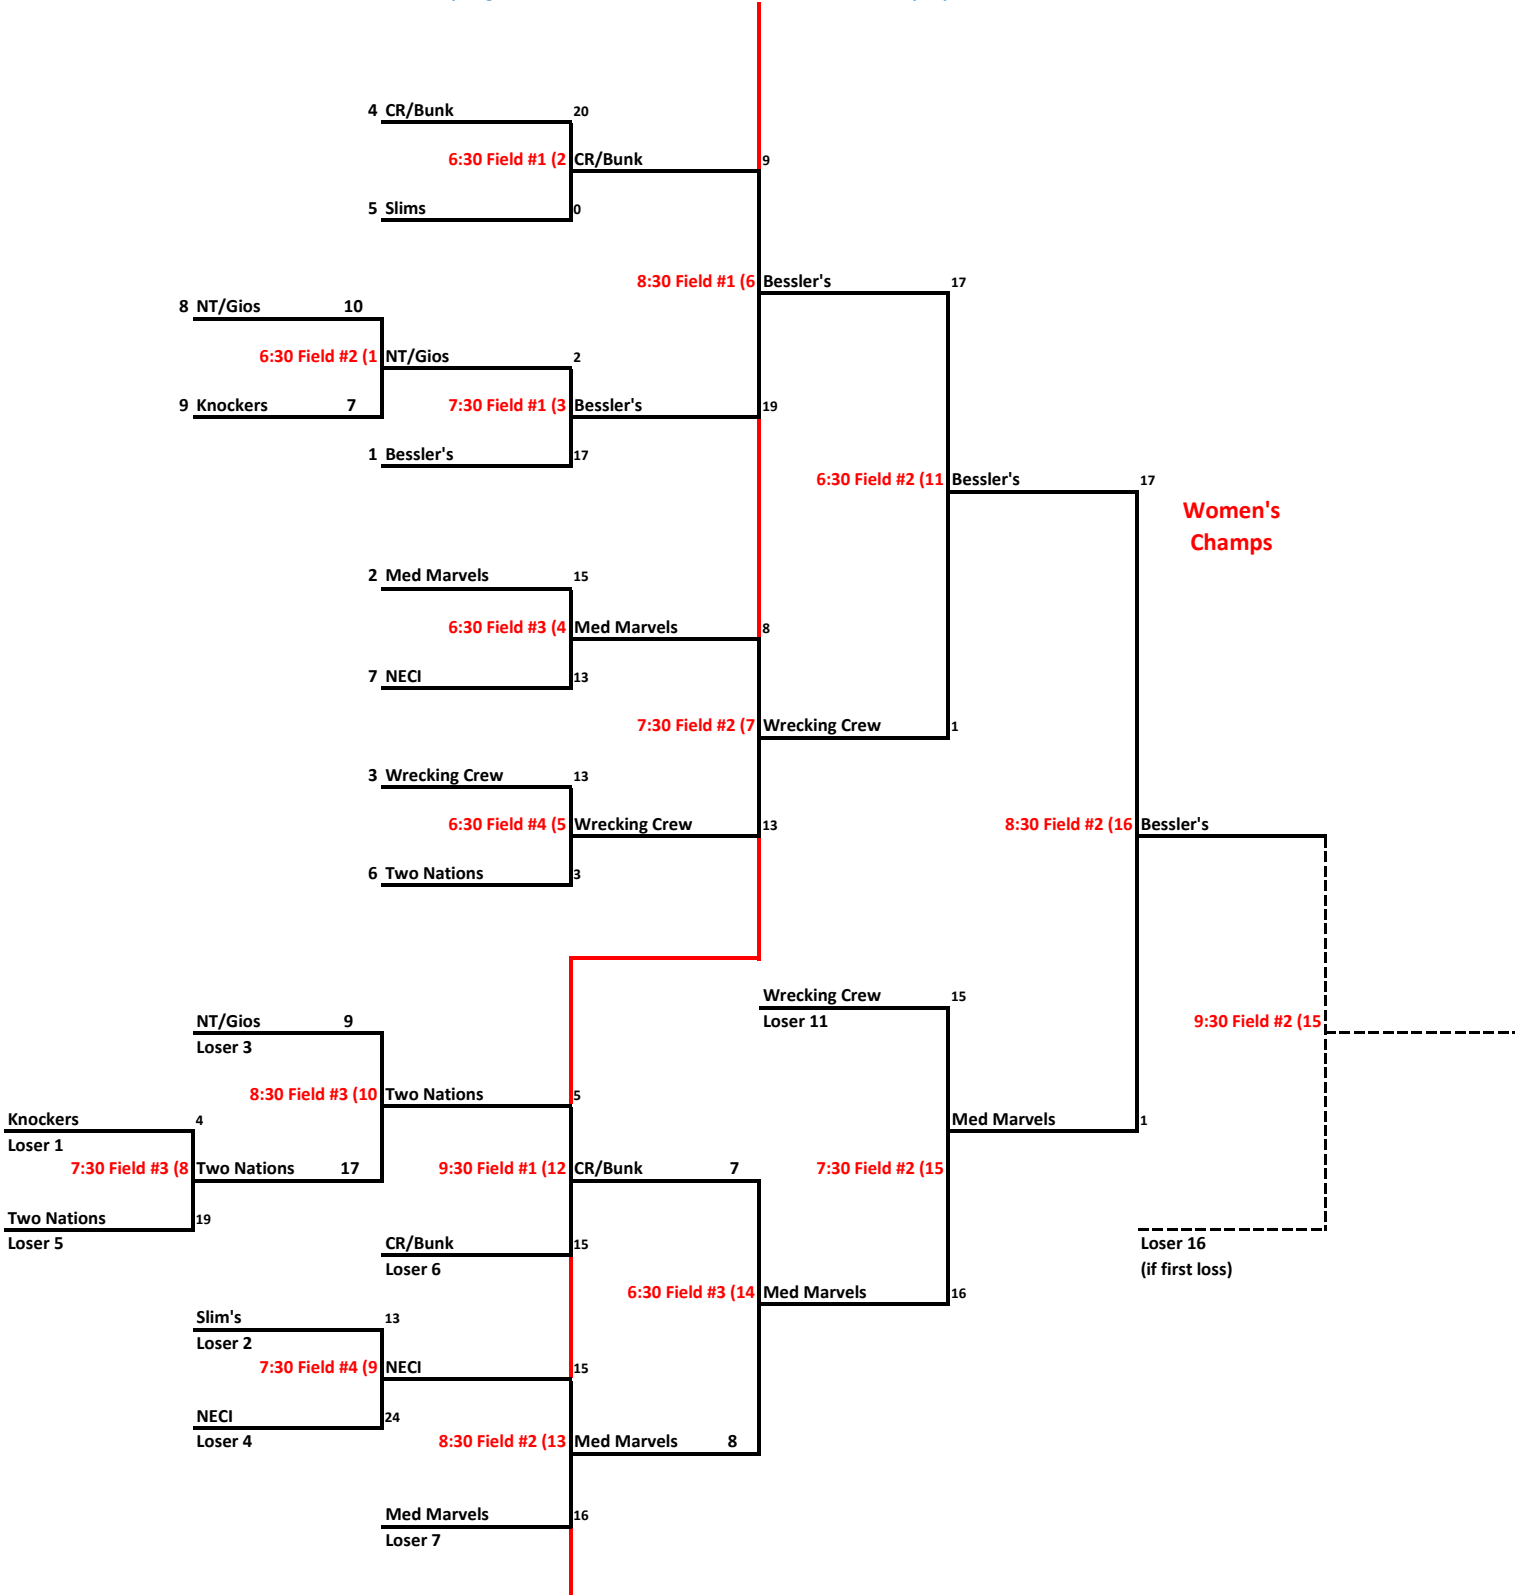 4 CR/Bunk 20
6:30 Field #1 (2 CR/Bunk 9
5 Slims 0
8:30 Field #1 (6 Bessler's 17
8 NT/Gios 10
6:30 Field #2 (1 NT/Gios 2
9 Knockers 7 7:30 Field #1 (3 Bessler's 19
1 Bessler's 17
6:30 Field #2 (11 Bessler's 17
Women's
Champs
2 Med Marvels 15
6:30 Field #3 (4 Med Marvels 8
7 NECI 13
7:30 Field #2 (7 Wrecking Crew 1
3 Wrecking Crew 13
6:30 Field #4 (5 Wrecking Crew 13 8:30 Field #2 (16 Bessler's
6 Two Nations 3
Wrecking Crew 15
NT/Gios 9 Loser 11 9:30 Field #2 (15
Loser 3
8:30 Field #3 (10 Two Nations 5
Knockers 4 Med Marvels 1
Loser 1
7:30 Field #3 (8 Two Nations 17 9:30 Field #1 (12 CR/Bunk 7 7:30 Field #2 (15
Two Nations 19
Loser 5 CR/Bunk 15 Loser 16
Loser 6 (if first loss)
6:30 Field #3 (14 Med Marvels 16
Slim's 13
Loser 2
7:30 Field #4 (9 NECI 15
NECI 24
Loser 4 8:30 Field #2 (13 Med Marvels 8
Med Marvels 16
Loser 7